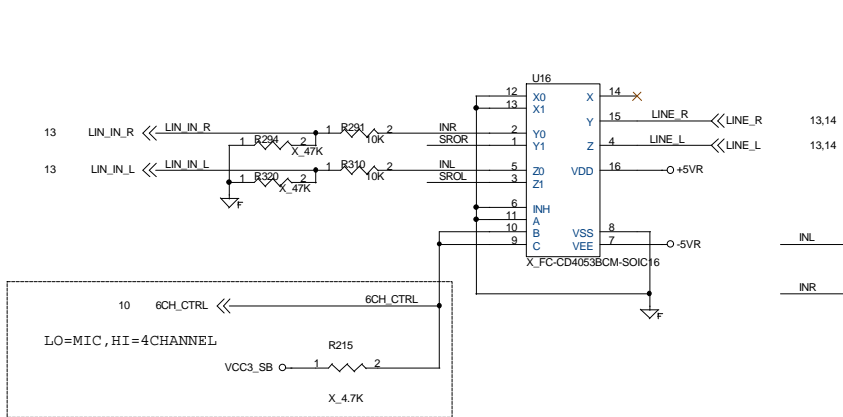 U16
12 X0 X 14
13 X1
15 Y LINE_R LINE_R 13,14
13 LIN_IN_R LIN_IN_R 1 R291 2 INR 2 Y0
10K
1 R294 2 SROR 1 Y1
X_47K
Z 4 LINE_L LINE_L 13,14
13 LIN_IN_L LIN_IN_L 1 R310 2 INL 5 Z0 VDD 16 +5VR
10K
1 R320 2 SROL 3 Z1
X_47K
F
6 INH
11 A
10 B VSS 8
9 C VEE 7 -5VR
INL
X_FC-CD4053BCM-SOIC16
INR
10 6CH_CTRL 6CH_CTRL
F
LO=MIC,HI=4CHANNEL
R215
VCC3_SB 1 2
X_4.7K